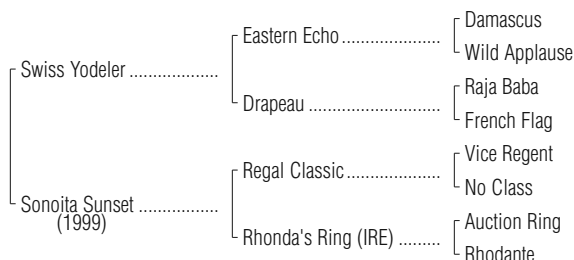 Damascus
Eastern Echo ....................
Wild Applause
Swiss Yodeler ..................
Raja Baba
Drapeau ...........................
French Flag
Vice Regent
Regal Classic ...................
No Class
Sonoita Sunset ................
(1999)
Auction Ring
Rhonda's Ring (IRE) ........
Rhodante